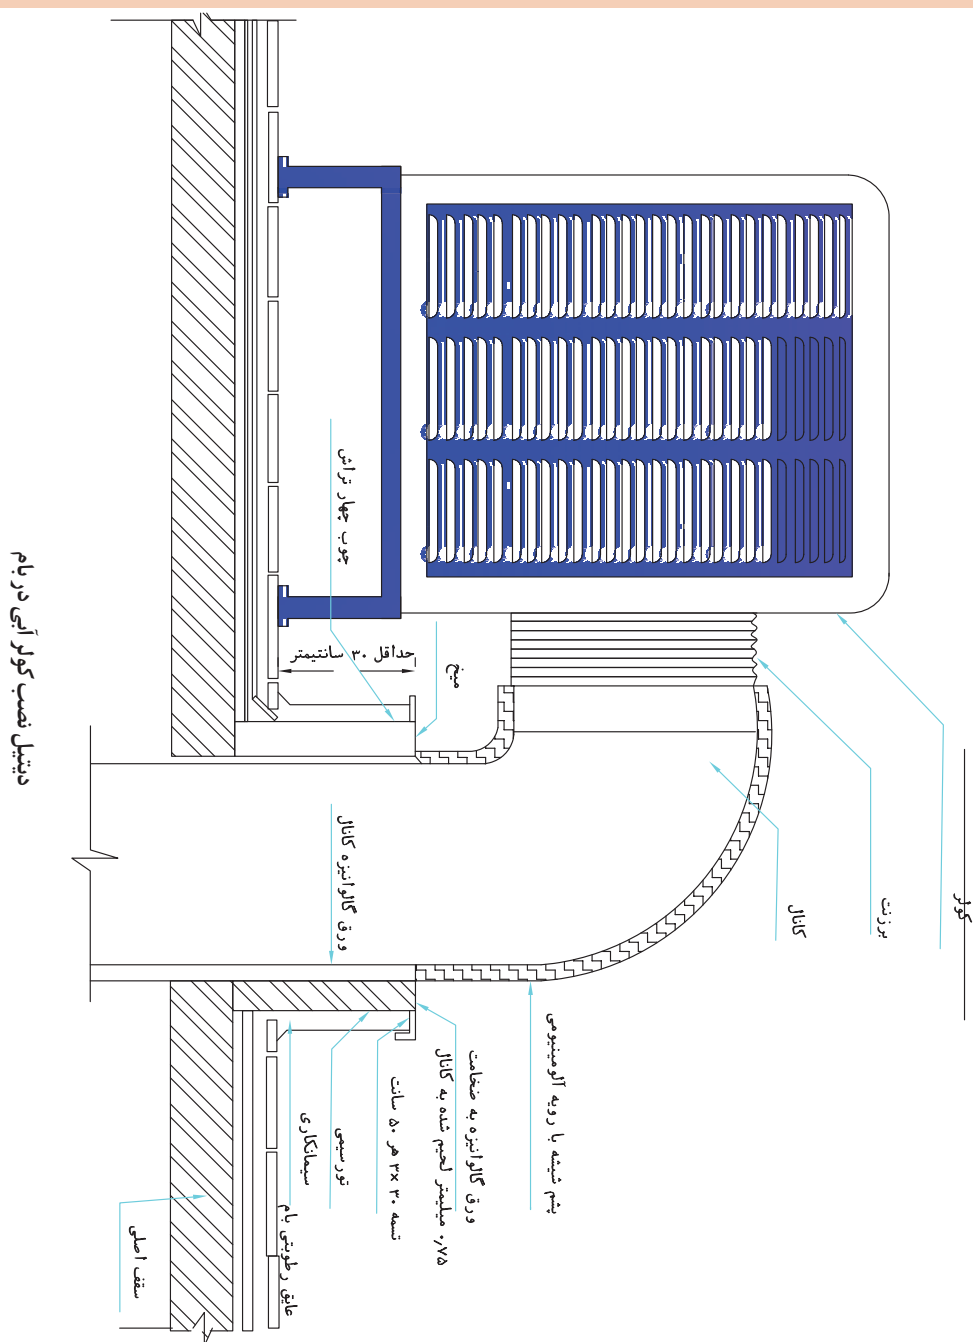 کولر
برزنت
کانال
پشم شیشه با رویه آلومینیومی
ورق گالوانیزه به ضخامت
۰٫۷۵ میلیمتر لحیم شده به کانال
تسمه ۳۰ × ۳ هر ۵۰ سانت
تورسیمی
سیمانکاری
عایق رطوبتی بام
سقف اصلی
میخ
حداقل ۳۰ سانتیمتر
چوب چهار تراش
ورق گالوانیزه کانال
دیتیل نصب کولر آبی در بام